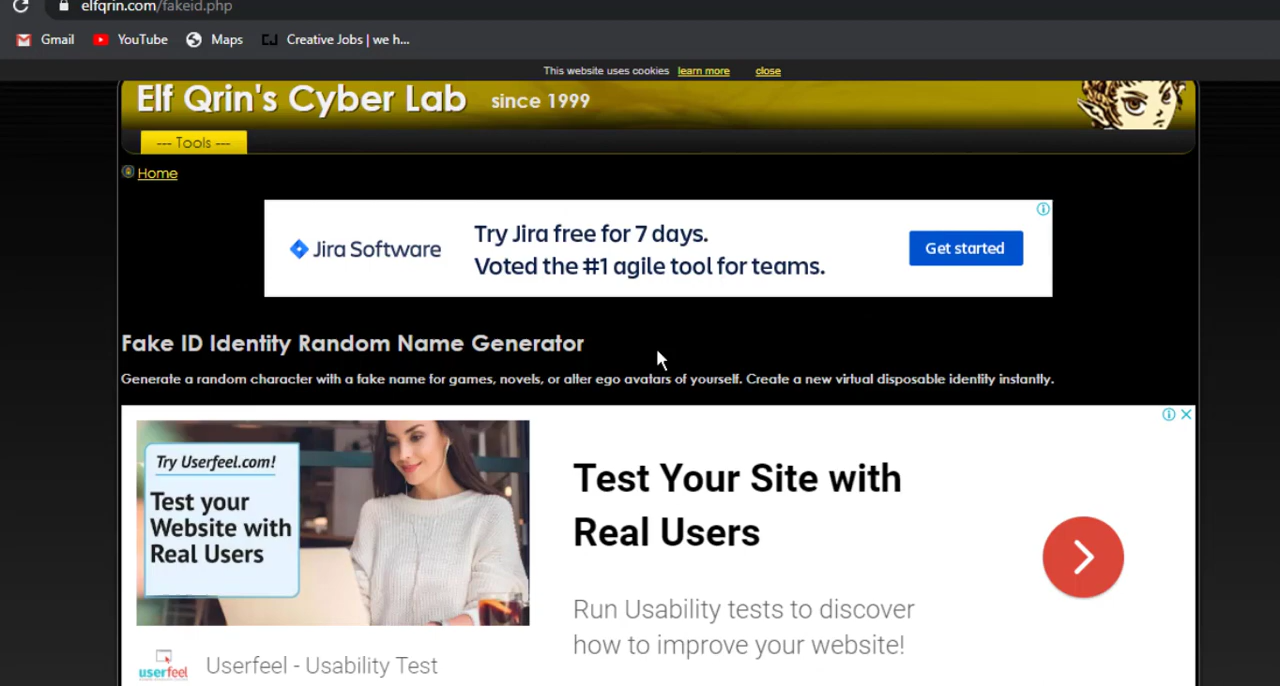 elfqrin.com/fakeid.php
Gmail YouTube Maps Creative Jobs | we h...
This website uses cookies learn more close
Elf Qrin's Cyber Lab since 1999
--- Tools ---
Home
Jira Software
Try Jira free for 7 days.
Voted the #1 agile tool for teams.
Get started
Fake ID Identity Random Name Generator
Generate a random character with a fake name for games, novels, or alter ego avatars of yourself. Create a new virtual disposable identity instantly.
Try Userfeel.com!
Test your
Website with
Real Users
Test Your Site with
Real Users
Run Usability tests to discover
how to improve your website!
userfeel
Userfeel - Usability Test